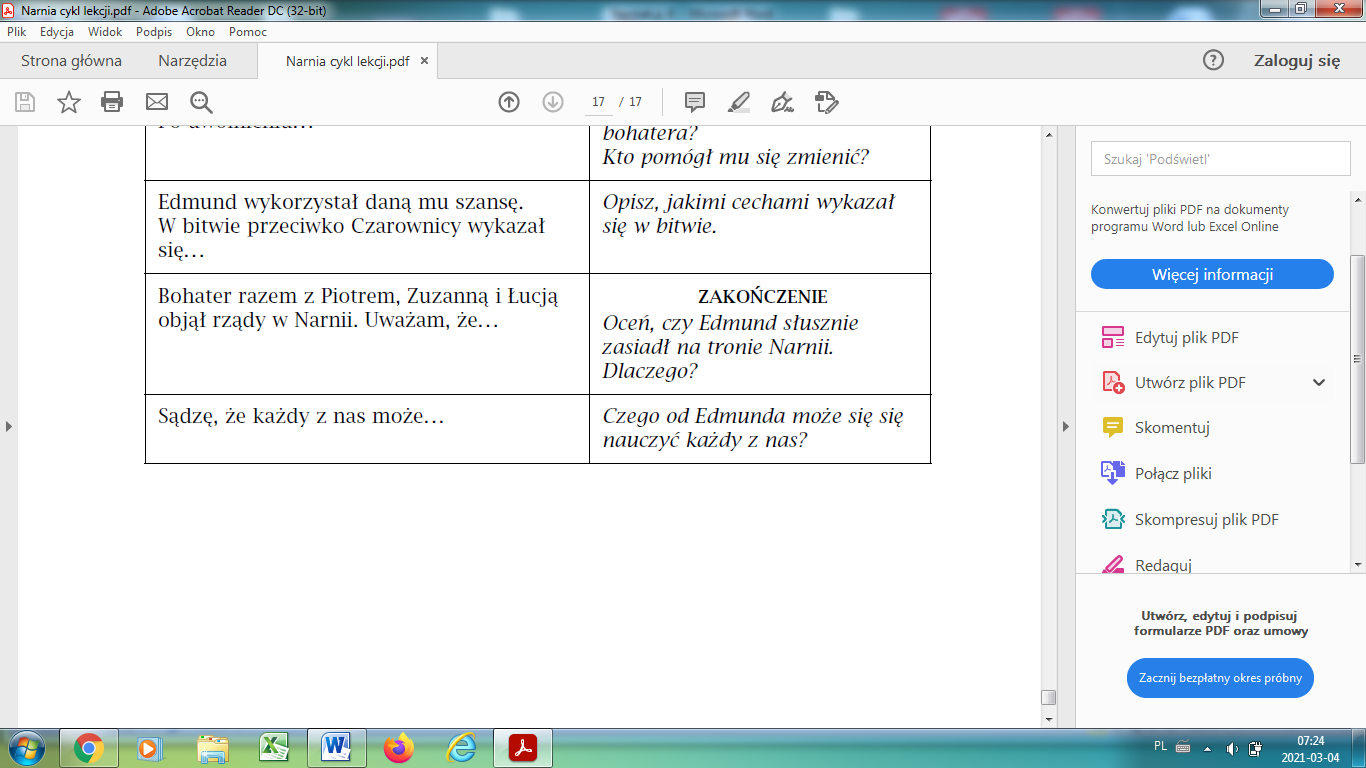 Narnia cykl lekcji.pdf - Adobe Acrobat Reader DC (32-bit)
Plik Edycja Widok Podpis Okno Pomoc
Strona główna Narzędzia Narnia cykl lekcji.pdf × ? Zaloguj się
17 / 17
bohatera?
Kto pomógł mu się zmienić?
Edmund wykorzystał daną mu szansę.
W bitwie przeciwko Czarownicy wykazał
się…
Opisz, jakimi cechami wykazał
się w bitwie.
Bohater razem z Piotrem, Zuzanną i Łucją
objął rządy w Narnii. Uważam, że…
ZAKOŃCZENIE
Oceń, czy Edmund słusznie
zasiadł na tronie Narnii.
Dlaczego?
Sądzę, że każdy z nas może…
Czego od Edmunda może się się
nauczyć każdy z nas?
Szukaj 'Podświetl'
Konwertuj pliki PDF na dokumenty
programu Word lub Excel Online
Więcej informacji
Edytuj plik PDF
Utwórz plik PDF
Skomentuj
Połącz pliki
Skompresuj plik PDF
Redaguj
Utwórz, edytuj i podpisuj
formularze PDF oraz umowy
Zacznij bezpłatny okres próbny
PL
07:24
2021-03-04